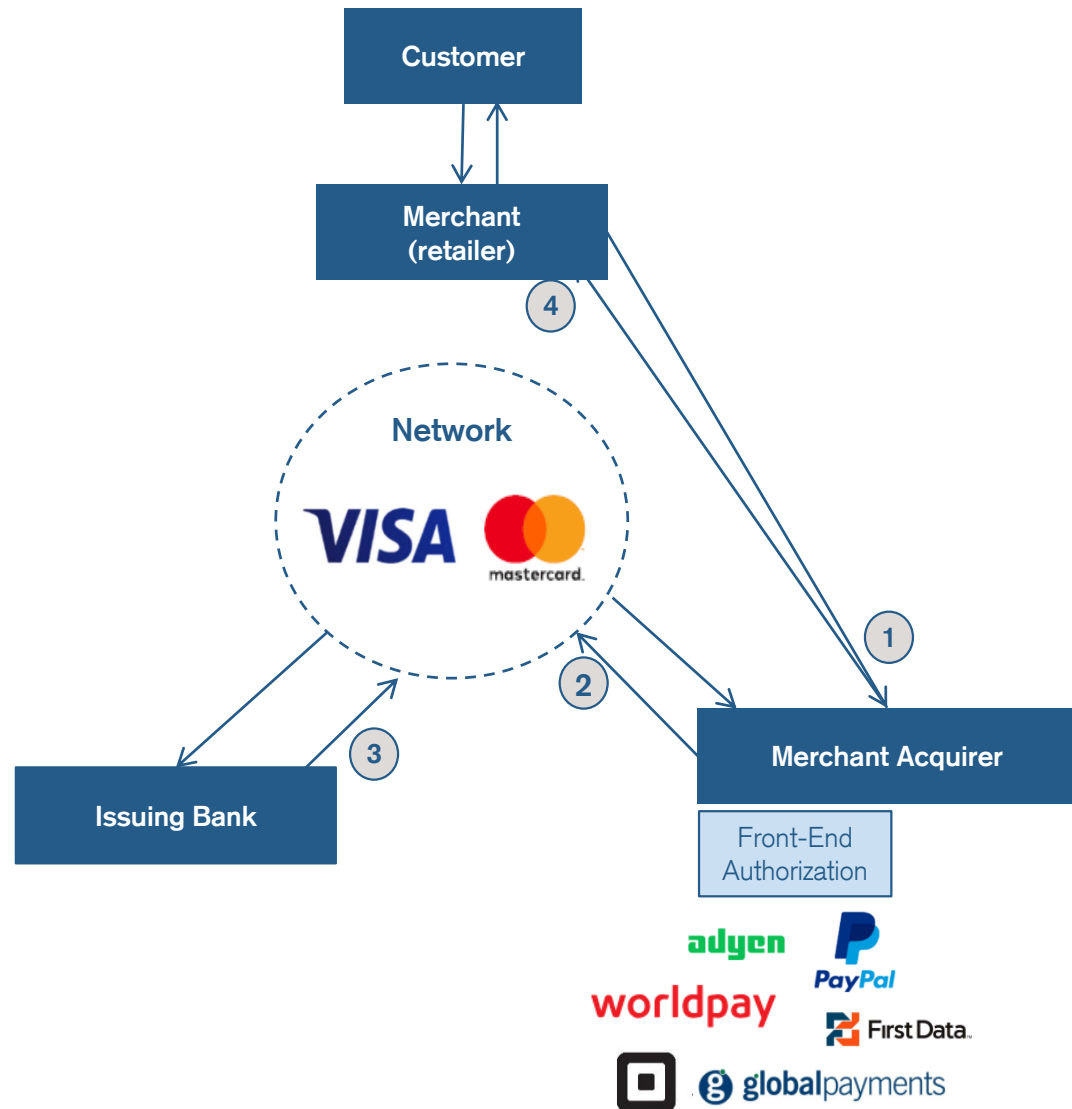 Customer
Merchant
(retailer)
4
Network
VISA
mastercard.
1
2
3
Merchant Acquirer
Issuing Bank
Front-End
Authorization
adyen
PayPal
worldpay
First Data
globalpayments